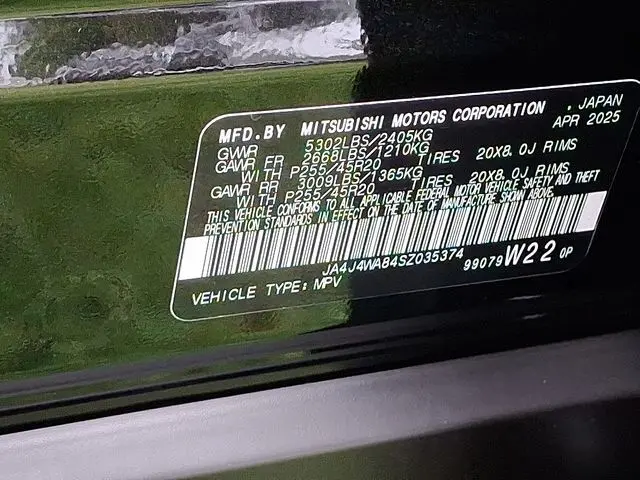 MFD.BY MITSUBISHI MOTORS CORPORATION , JAPAN
GVWR 5302LBS/2405KG APR 2025
GAWR FR 2668LBS/1210KG
WITH P255/45R20 TIRES 20X8.0J RIMS
GAWR RR 3009LBS/1365KG
WITH P255/45R20 TIRES 20X8.0J RIMS
THIS VEHICLE CONFORMS TO ALL APPLICABLE FEDERAL MOTOR VEHICLE SAFETY AND THEFT
PREVENTION STANDARDS IN EFFECT ON THE DATE OF MANUFACTURE SHOWN ABOVE.
JA4J4WA84SZ035374
99079 W22 0P
VEHICLE TYPE: MPV